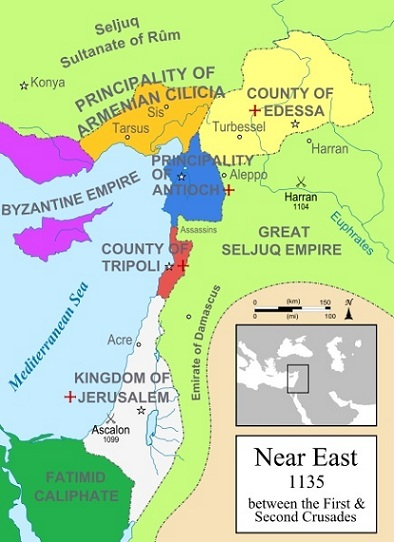 Seljuq
Sultanate of Rûm
Konya
PRINCIPALITY OF
ARMENIAN CILICIA
Sis
Tarsus
COUNTY OF
EDESSA
Turbessel
Harran
PRINCIPALITY
OF
ANTIOCH
Aleppo
Harran
1104
BYZANTINE EMPIRE
Assassins
Euphrates
GREAT
SELJUQ EMPIRE
COUNTY OF
TRIPOLI
Mediterranean Sea
Emirate of Damascus
0 (km) 150
0 (mi) 100
N
Acre
KINGDOM OF
JERUSALEM
Ascalon
1099
FATIMID
CALIPHATE
Near East
1135
between the First &
Second Crusades